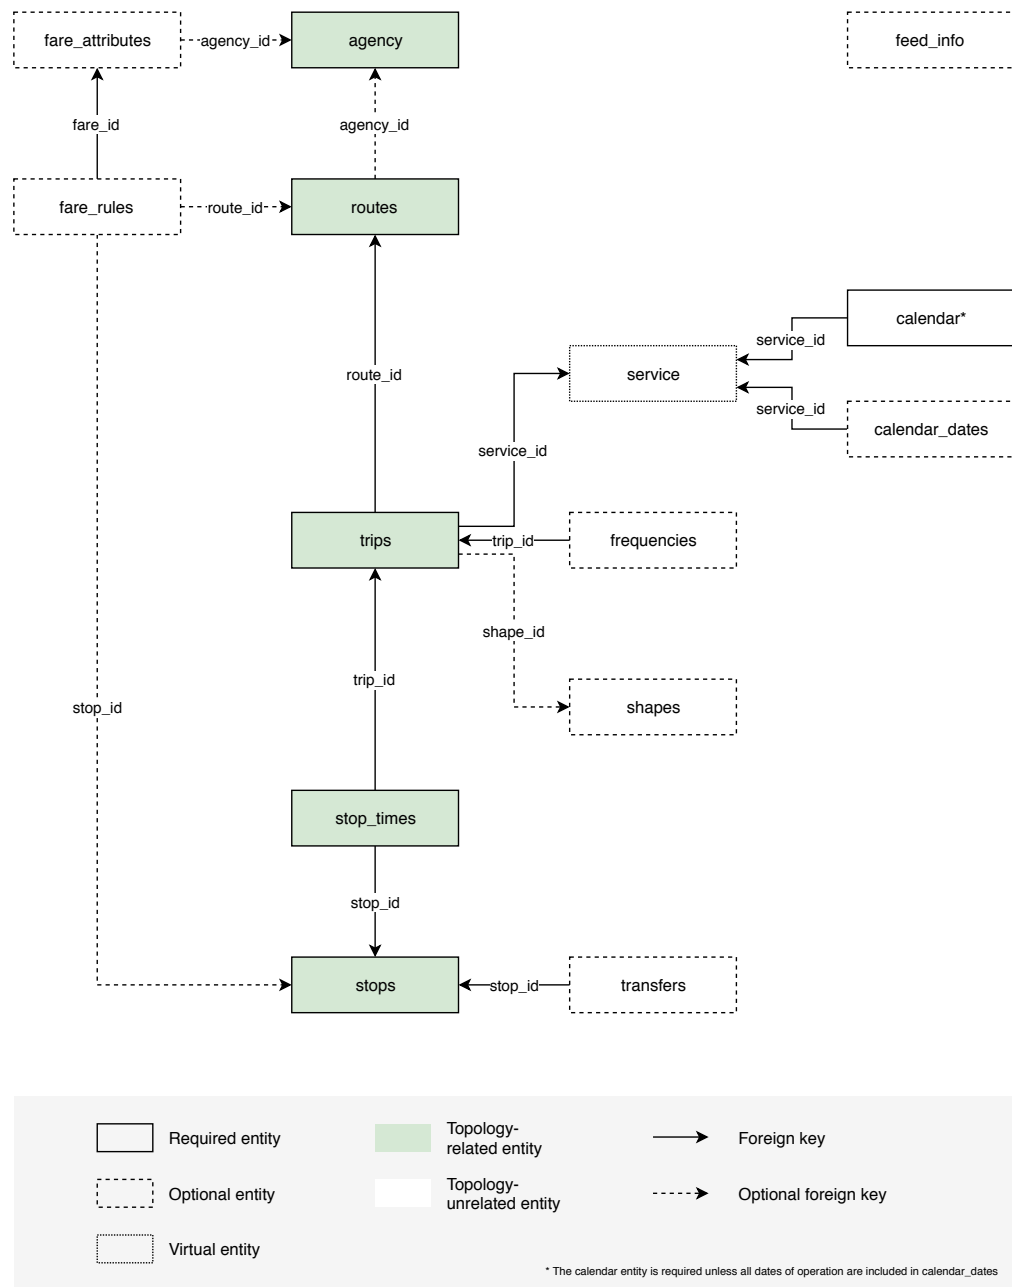 fare_attributes
agency_id
agency
feed_info
fare_id
agency_id
fare_rules
route_id
routes
calendar*
service_id
route_id
service
service_id
calendar_dates
service_id
trips
trip_id
frequencies
shape_id
trip_id
stop_id
shapes
stop_times
stop_id
stops
stop_id
transfers
Required entity
Topology-
related entity
Foreign key
Optional entity
Topology-
unrelated entity
Optional foreign key
Virtual entity
* The calendar entity is required unless all dates of operation are included in calendar_dates